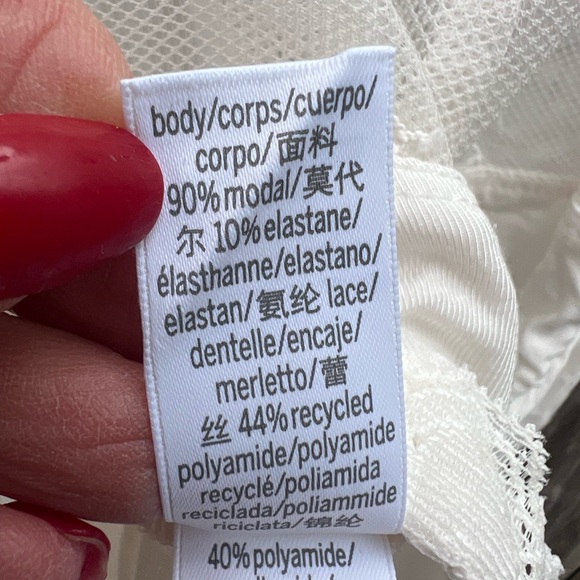 body/corps/cuerpo/
corpo/面料
90% modal/莫代
尔 10% elastane/
élasthanne/elastano/
elastan/氨纶 lace/
dentelle/encaje/
merletto/蕾
丝 44% recycled
polyamide/polyamide
recyclé/poliamida
reciclada/poliammide
riciclata/锦纶
40% polyamide/